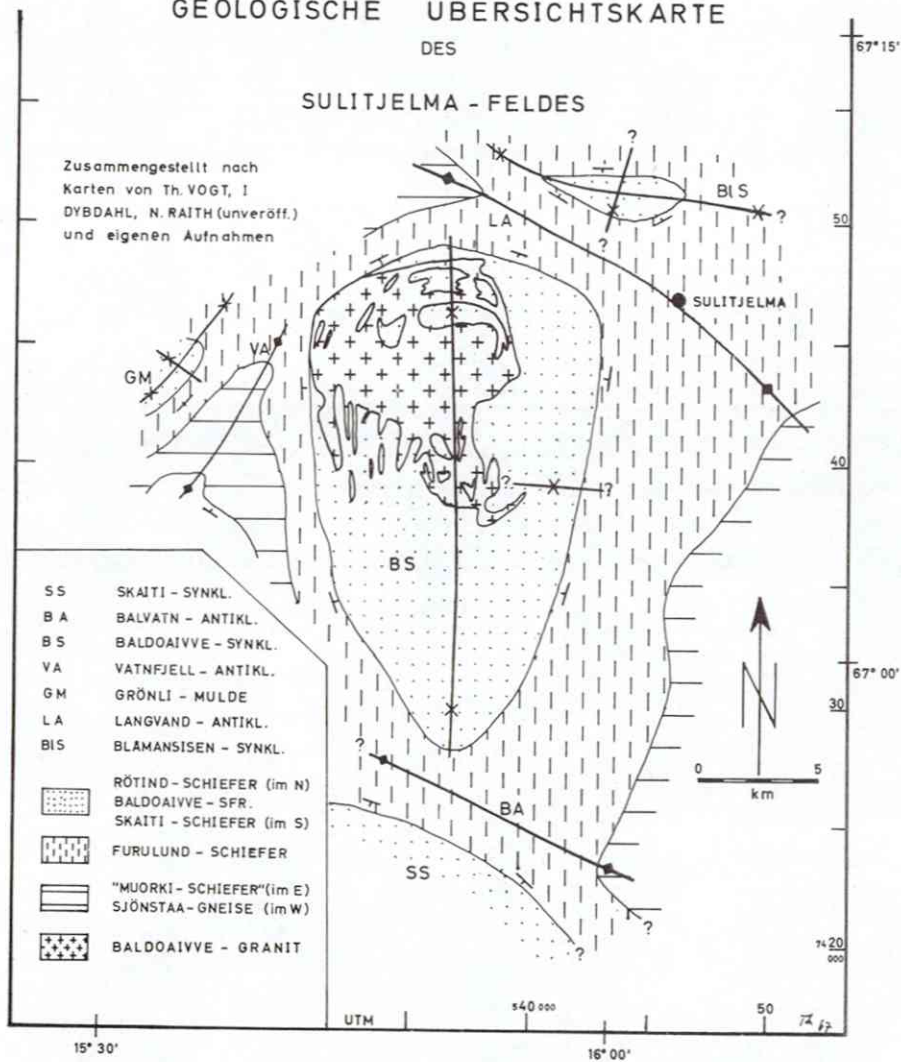 GEOLOGISCHE ÜBERSICHTSKARTE
DES
SULITJELMA - FELDES
Zusammengestellt nach
Karten von Th. VOGT, I
DYBDAHL, N. RAITH (unveröff.)
und eigenen Aufnahmen
67° 15'
?
BIS
?
50
LA
?
SULITJELMA
VA
GM
40
?
?
BS
SS SKAITI - SYNKL.
BA BALVATN - ANTIKL.
BS BALDOAIVVE - SYNKL.
VA VATNFJELL - ANTIKL.
GM GRÖNLI - MULDE
LA LANGVAND - ANTIKL.
BIS BLÅMANSISEN - SYNKL.
RÖTIND - SCHIEFER (im N)
BALDOAIVVE - SFR.
SKAITI - SCHIEFER (im S)
FURULUND - SCHIEFER
"MUORKI - SCHIEFER" (im E)
SJÖNSTAA - GNEISE (im W)
BALDOAIVVE - GRANIT
67° 00'
30
N
0 5
km
?
BA
SS
?
?
7420
000
UTM
540 000
50
15° 30'
16° 00'